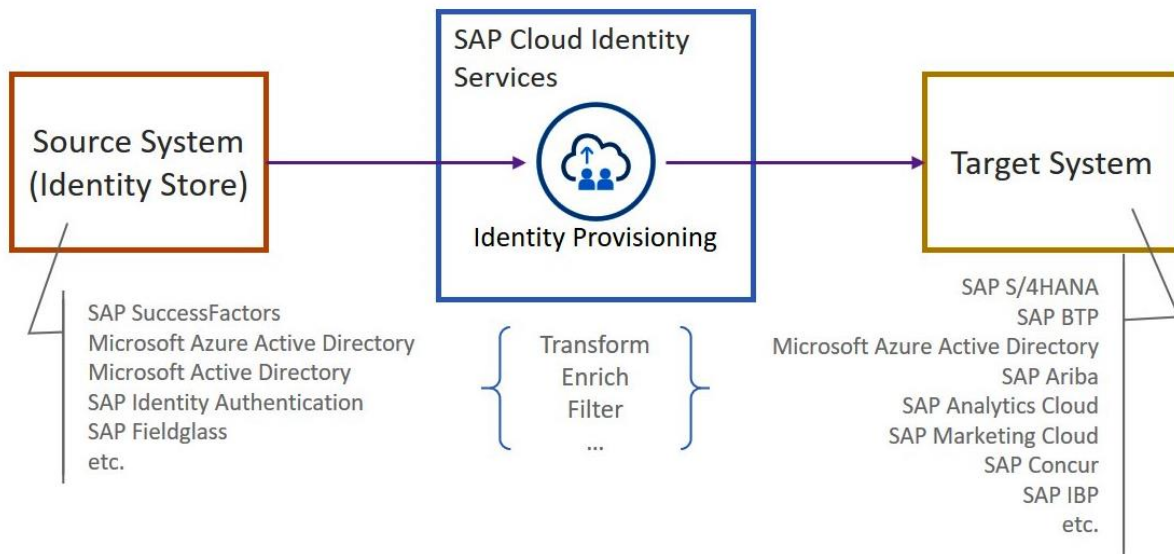 SAP Cloud Identity
Services
Source System
(Identity Store)
Identity Provisioning
Target System
SAP SuccessFactors
Microsoft Azure Active Directory
Microsoft Active Directory
SAP Identity Authentication
SAP Fieldglass
etc.
Transform
Enrich
Filter
...
SAP S/4HANA
SAP BTP
Microsoft Azure Active Directory
SAP Ariba
SAP Analytics Cloud
SAP Marketing Cloud
SAP Concur
SAP IBP
etc.